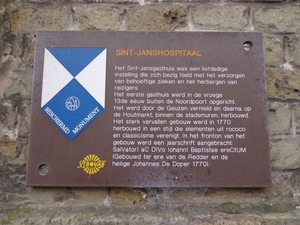 SINT-JANSHOSPITAAL
Het Sint-Jansgasthuis was een liefdadige
instelling die zich bezig hield met het verzorgen
van behoeftige zieken en het herbergen van
reizigers.
Het eerste gasthuis werd in de vroege
13de eeuw buiten de Noordpoort opgericht.
Het werd door de Geuzen vernield en daarna op
de Houtmarkt, binnen de stadsmuren, herbouwd.
Het sterk vervallen gebouw werd in 1770
herbouwd in een stijl die elementen uit rococo
en classicisme verenigt. In het fronton van het
gebouw werd een jaarschrift aangebracht:
SalVatorI aC DIVo Iohanni Baptistae ereCtUM
(Gebouwd ter ere van de Redder en de
heilige Johannes De Doper 1770).
BESCHERMD MONUMENT